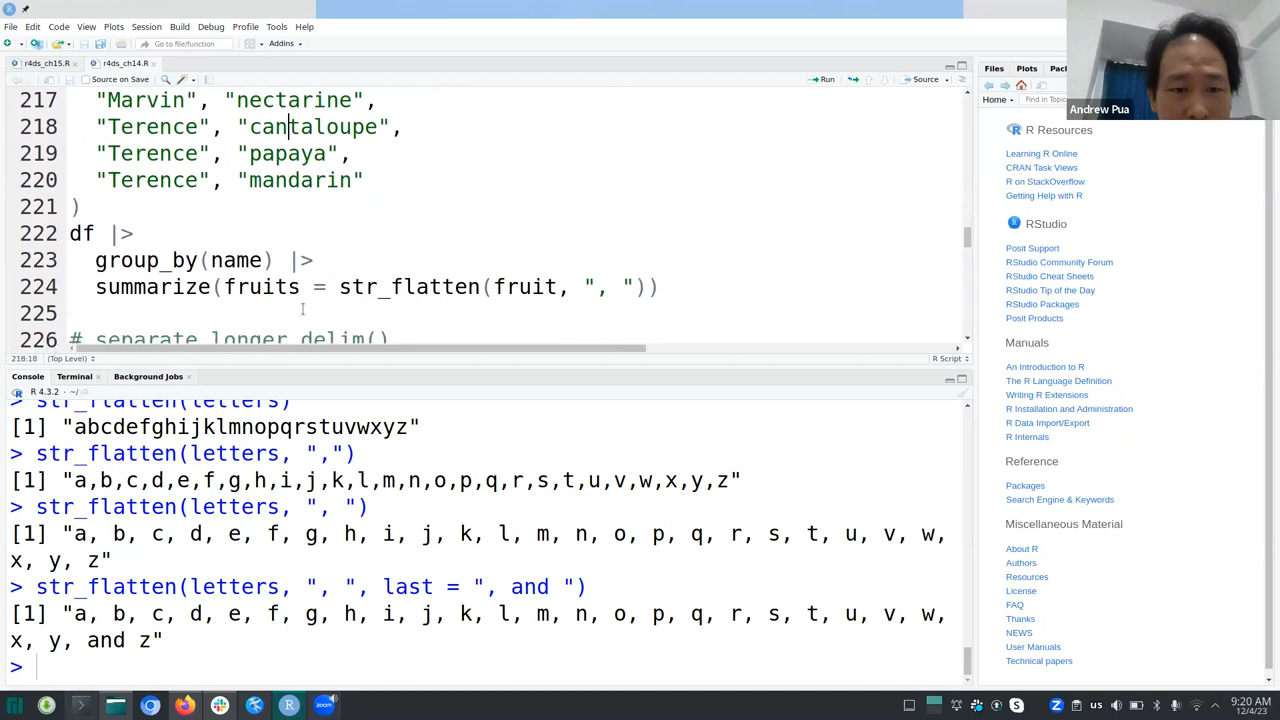 File Edit Code View Plots Session Build Debug Profile Tools Help
Go to file/function Addins
r4ds_ch15.R r4ds_ch14.R
Source on Save Run Source
217 "Marvin", "nectarine",
218 "Terence", "cantaloupe",
219 "Terence", "papaya",
220 "Terence", "mandarin"
221 )
222 df |>
223 group_by(name) |>
224 summarize(fruits = str_flatten(fruit, ", "))
225
226 # separate_longer_delim()
218:18 (Top Level) R Script
Console Terminal Background Jobs
R 4.3.2 · ~/
> str_flatten(letters)
[1] "abcdefghijklmnopqrstuvwxyz"
> str_flatten(letters, ",")
[1] "a,b,c,d,e,f,g,h,i,j,k,l,m,n,o,p,q,r,s,t,u,v,w,x,y,z"
> str_flatten(letters, ", ")
[1] "a, b, c, d, e, f, g, h, i, j, k, l, m, n, o, p, q, r, s, t, u, v, w,
x, y, z"
> str_flatten(letters, ", ", last = ", and ")
[1] "a, b, c, d, e, f, g, h, i, j, k, l, m, n, o, p, q, r, s, t, u, v, w,
x, y, and z"
>
Andrew Pua
Files Plots
Home Find in
R Resources
Learning R Online
CRAN Task Views
R on StackOverflow
Getting Help with R
RStudio
Posit Support
RStudio Community Forum
RStudio Cheat Sheets
RStudio Tip of the Day
RStudio Packages
Posit Products
Manuals
An Introduction to R
The R Language Definition
Writing R Extensions
R Installation and Administration
R Data Import/Export
R Internals
Reference
Packages
Search Engine & Keywords
Miscellaneous Material
About R
Authors
Resources
License
FAQ
Thanks
NEWS
User Manuals
Technical papers
zoom
us
9:20 AM
12/4/23